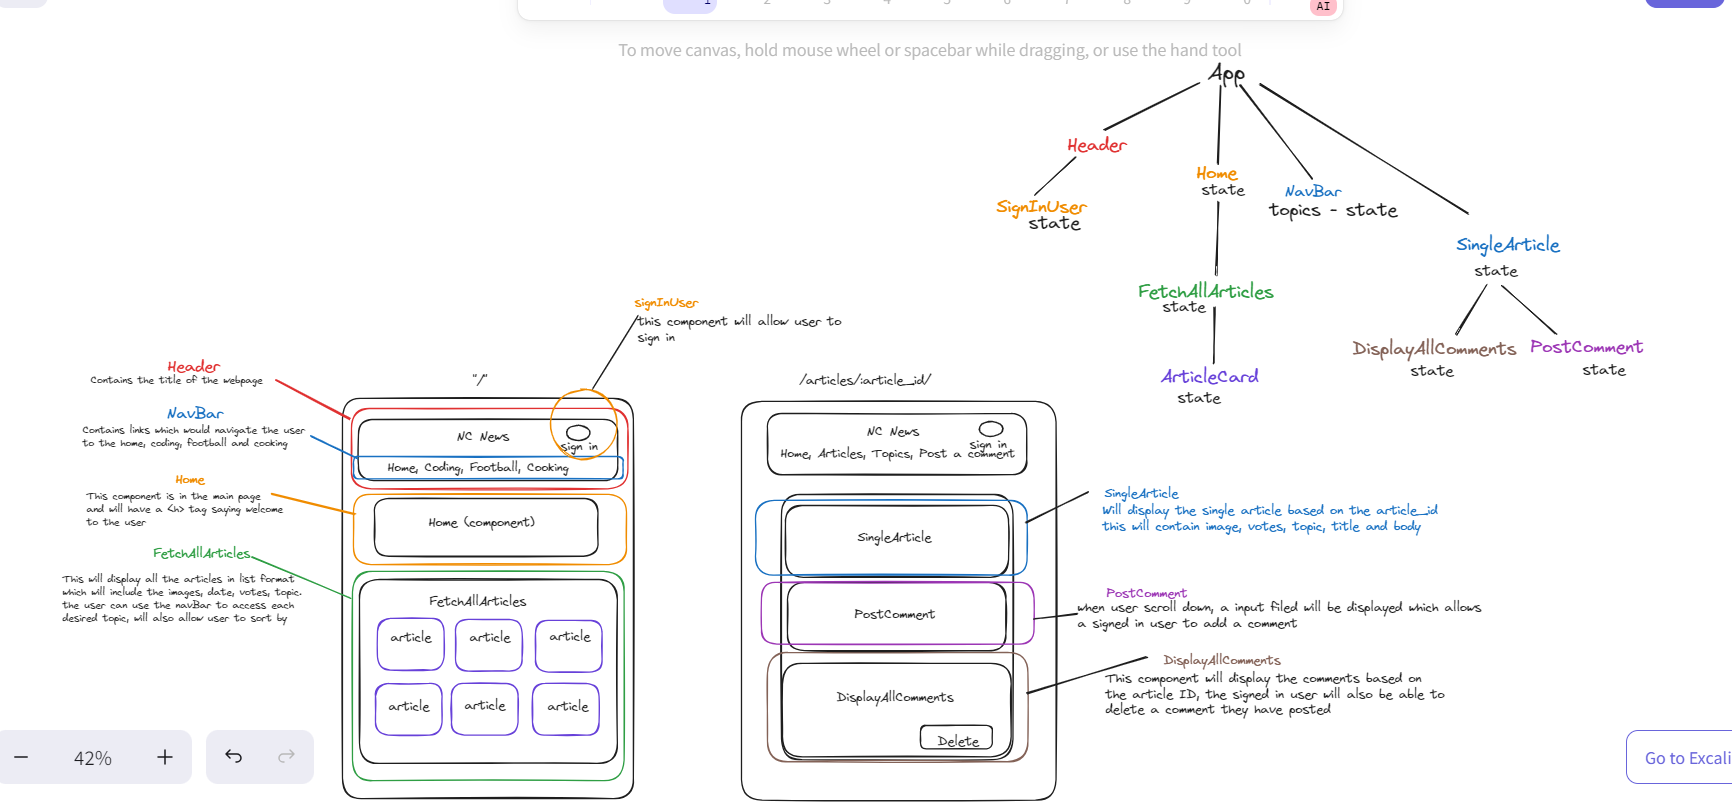 1 2 3 4 5 6 7 8 9 0
AI
To move canvas, hold mouse wheel or spacebar while dragging, or use the hand tool
App
Header
Home
state
NavBar
topics - state
SignInUser
state
SingleArticle
state
FetchAllArticles
state
DisplayAllComments
state
PostComment
state
ArticleCard
state
signInUser
this component will allow user to
sign in
Header
Contains the title of the webpage
NavBar
Contains links which would navigate the user
to the home, coding, football and cooking
Home
This component is in the main page
and will have a <h> tag saying welcome
to the user
FetchAllArticles
This will display all the articles in list format
which will include the images, date, votes, topic.
the user can use the navBar to access each
desired topic, will also allow user to sort by
"/"
NC News
sign in
Home, Coding, Football, Cooking
Home (component)
FetchAllArticles
article article article
article article article
/articles/:article_id/
NC News
sign in
Home, Articles, Topics, Post a comment
SingleArticle
PostComment
DisplayAllComments
Delete
SingleArticle
Will display the single article based on the article_id
this will contain image, votes, topic, title and body
PostComment
when user scroll down, a input filed will be displayed which allows
a signed in user to add a comment
DisplayAllComments
This component will display the comments based on
the article ID, the signed in user will also be able to
delete a comment they have posted
42%
Go to Excali